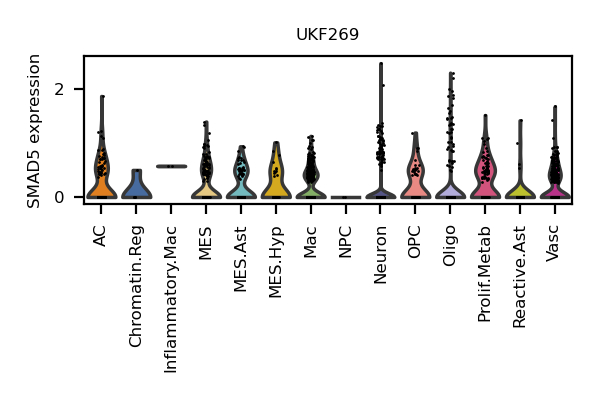 UKF269
SMAD5 expression
2
0
AC
Chromatin.Reg
Inflammatory.Mac
MES
MES.Ast
MES.Hyp
Mac
NPC
Neuron
OPC
Oligo
Prolif.Metab
Reactive.Ast
Vasc